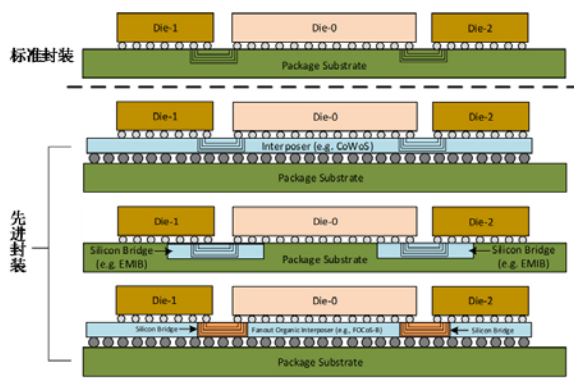 Die-1
Die-0
Die-2
标准封装
Package Substrate
Die-1
Die-0
Die-2
Interposer (e.g. CoWoS)
Package Substrate
先进封装
Die-1
Die-0
Die-2
Silicon Bridge
(e.g. EMIB)
Package Substrate
Silicon Bridge
(e.g. EMIB)
Die-1
Die-0
Die-2
Silicon Bridge
Fanout Organic Interposer (e.g., FOCoS-B)
Silicon Bridge
Package Substrate